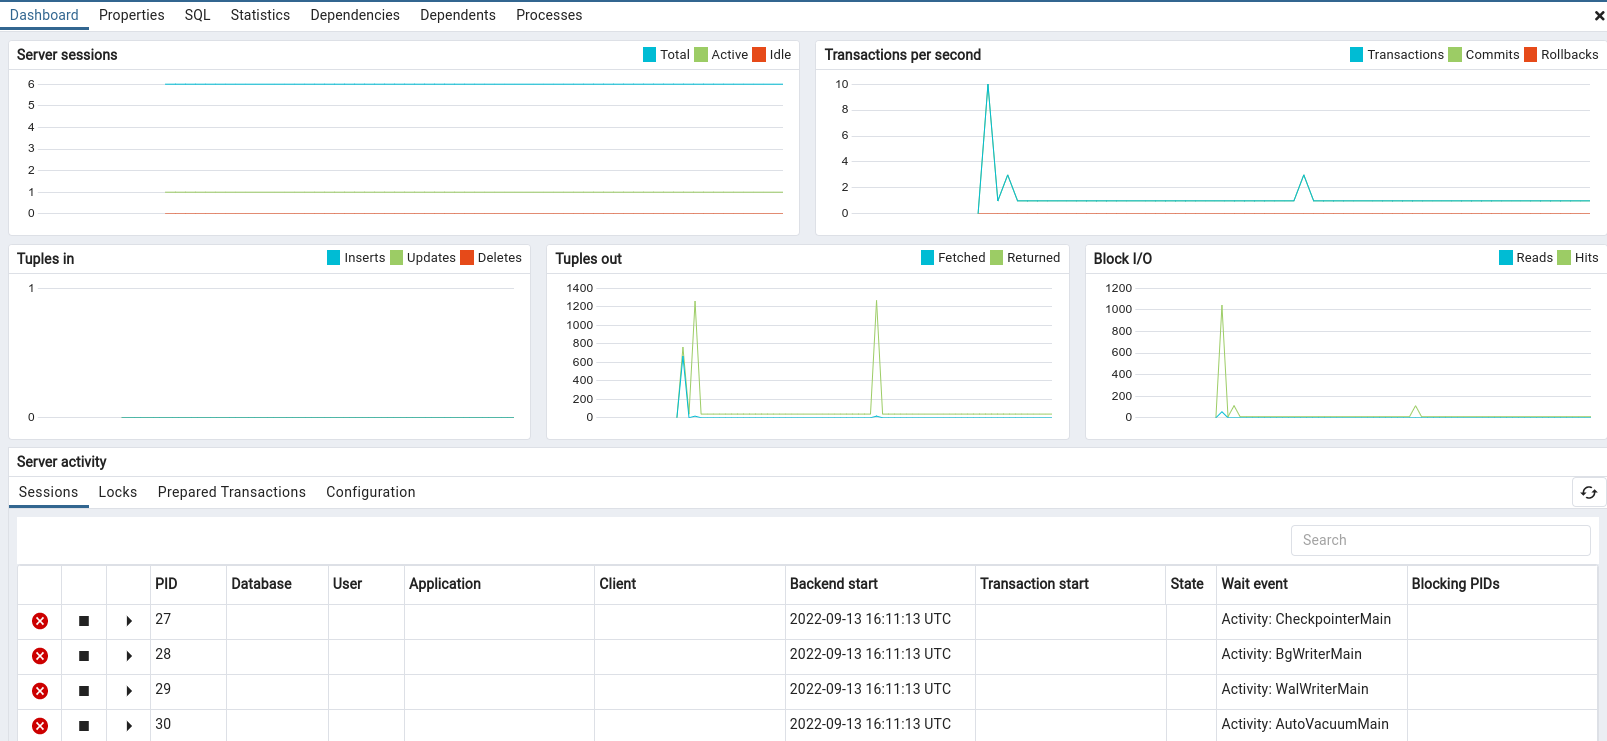 Dashboard Properties SQL Statistics Dependencies Dependents Processes
Server sessions Total Active Idle
6
5
4
3
2
1
0
Transactions per second Transactions Commits Rollbacks
10
8
6
4
2
0
Tuples in Inserts Updates Deletes
1
0
Tuples out Fetched Returned
1400
1200
1000
800
600
400
200
0
Block I/O Reads Hits
1200
1000
800
600
400
200
0
Server activity
Sessions Locks Prepared Transactions Configuration
Search
PID Database User Application Client Backend start Transaction start State Wait event Blocking PIDs
27 2022-09-13 16:11:13 UTC Activity: CheckpointerMain
28 2022-09-13 16:11:13 UTC Activity: BgWriterMain
29 2022-09-13 16:11:13 UTC Activity: WalWriterMain
30 2022-09-13 16:11:13 UTC Activity: AutoVacuumMain